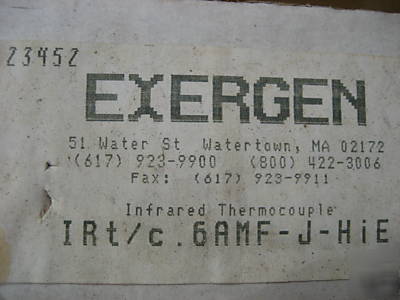 23452
EXERGEN
51 Water St Watertown, MA 02172
(617) 923-9900 (800) 422-3006
Fax: (617) 923-9911
Infrared Thermocouple
IRt/c.6AMF-J-HiE